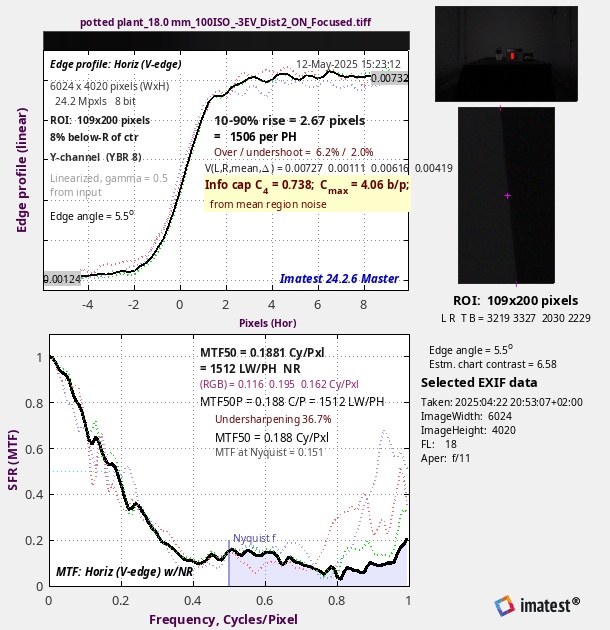 potted plant_18.0 mm_100ISO_-3EV_Dist2_ON_Focused.tiff
Edge profile: Horiz (V-edge)
12-May-2025 15:23:12
6024 x 4020 pixels (WxH)
24.2 Mpxls 8 bit
ROI: 109x200 pixels
8% below-R of ctr
Y-channel (YBR 8)
Linearized, gamma = 0.5
from input
Edge angle = 5.5o
0.00732
10-90% rise = 2.67 pixels
= 1506 per PH
Over / undershoot = 6.2% / 2.0%
V(L,R,mean,Δ) = 0.00727 0.00111 0.00616 0.00419
Info cap C4 = 0.738; Cmax = 4.06 b/p;
from mean region noise
0.00124
Imatest 24.2.6 Master
Edge profile (linear)
-4 -2 0 2 4 6 8
Pixels (Hor)
ROI: 109x200 pixels
L R T B = 3219 3327 2030 2229
Edge angle = 5.5o
Estm. chart contrast = 6.58
Selected EXIF data
Taken: 2025:04:22 20:53:07+02:00
ImageWidth: 6024
ImageHeight: 4020
FL: 18
Aper: f/11
MTF50 = 0.1881 Cy/Pxl
= 1512 LW/PH NR
(RGB) = 0.116 0.195 0.162 Cy/Pxl
MTF50P = 0.188 C/P = 1512 LW/PH
Undersharpening 36.7%
MTF50 = 0.188 Cy/Pxl
MTF at Nyquist = 0.151
Nyquist f
MTF: Horiz (V-edge) w/NR
SFR (MTF)
1
0.8
0.6
0.4
0.2
0
0 0.2 0.4 0.6 0.8 1
Frequency, Cycles/Pixel
imatest®